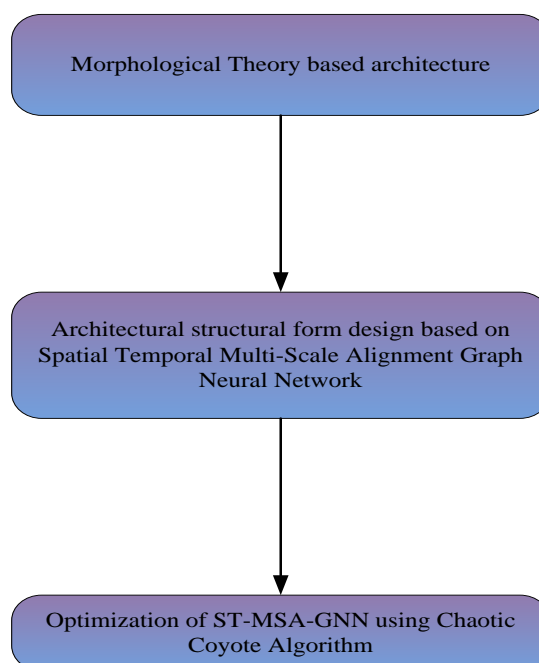 Morphological Theory based architecture
Architectural structural form design based on
Spatial Temporal Multi-Scale Alignment Graph
Neural Network
Optimization of ST-MSA-GNN using Chaotic
Coyote Algorithm